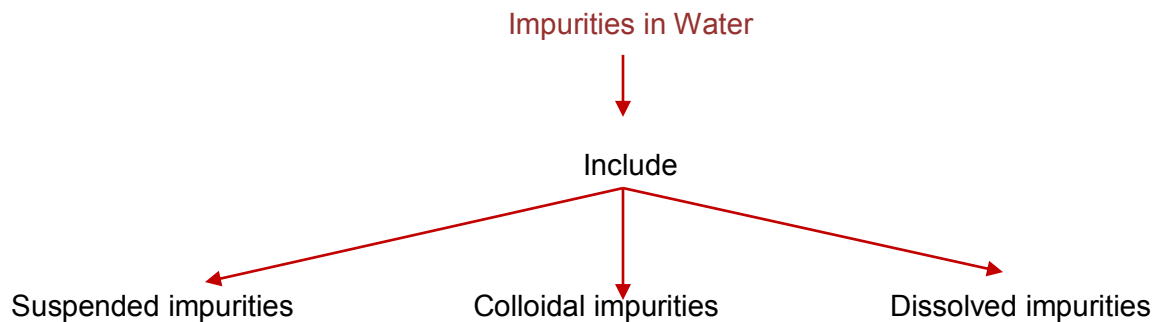 Impurities in Water
Include
Suspended impurities Colloidal impurities Dissolved impurities